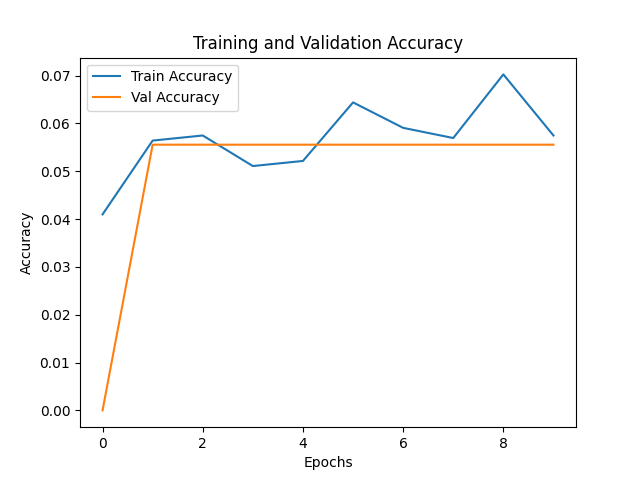 Training and Validation Accuracy
Train Accuracy
Val Accuracy
0.07
0.06
0.05
0.04
0.03
0.02
0.01
0.00
Accuracy
0 2 4 6 8
Epochs